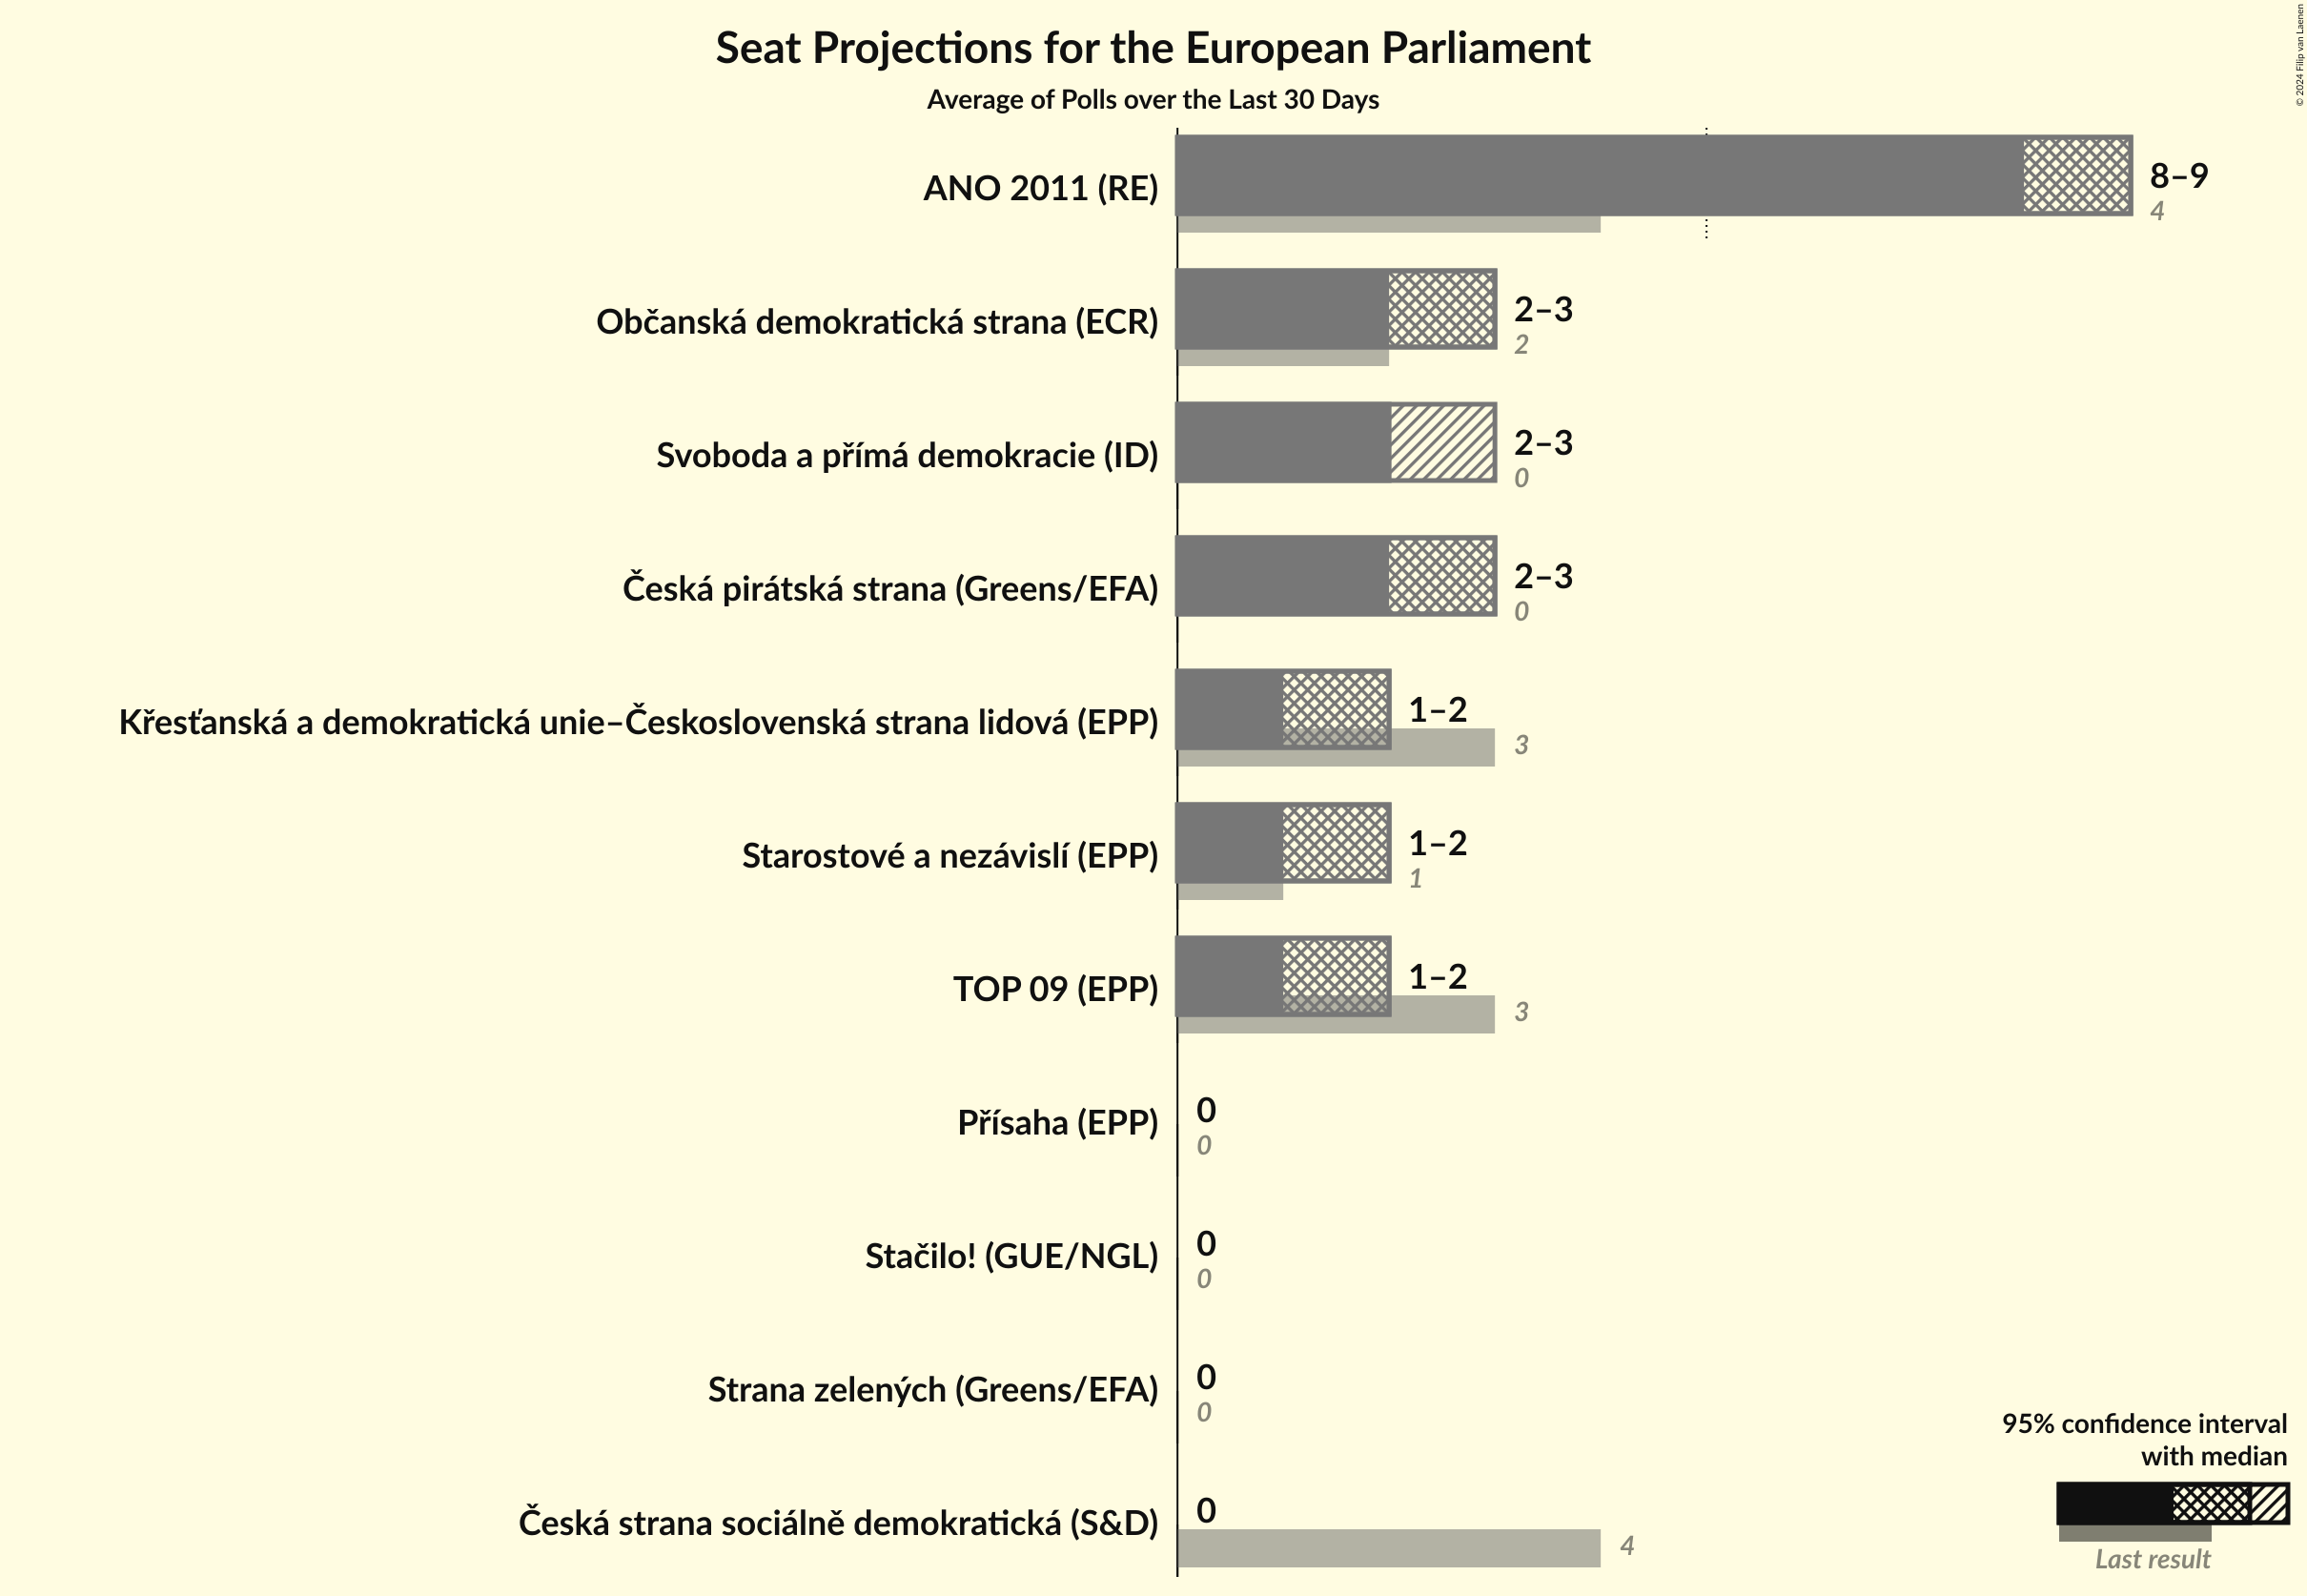 Seat Projections for the European Parliament
Average of Polls over the Last 30 Days
© 2024 Filip van Laenen
ANO 2011 (RE)
8–9
4
Občanská demokratická strana (ECR)
2–3
2
Svoboda a přímá demokracie (ID)
2–3
0
Česká pirátská strana (Greens/EFA)
2–3
0
Křesťanská a demokratická unie–Československá strana lidová (EPP)
1–2
3
Starostové a nezávislí (EPP)
1–2
1
TOP 09 (EPP)
1–2
3
Přísaha (EPP)
0
0
Stačilo! (GUE/NGL)
0
0
Strana zelených (Greens/EFA)
0
0
Česká strana sociálně demokratická (S&D)
0
4
95% confidence interval
with median
Last result